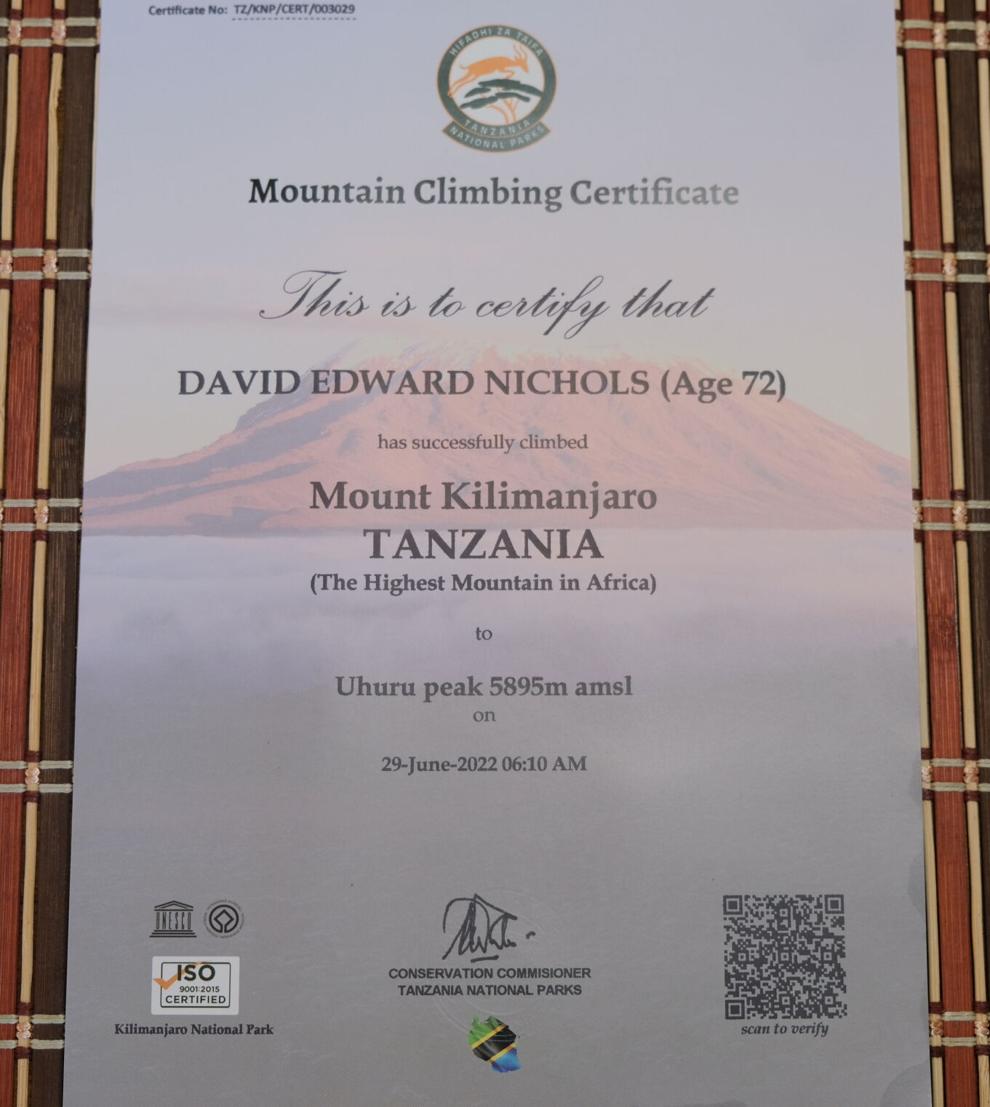 Certificate No: TZ/KNP/CERT/003029
HIFADHI ZA TAIFA
TANZANIA
NATIONAL PARKS
Mountain Climbing Certificate
This is to certify that
DAVID EDWARD NICHOLS (Age 72)
has successfully climbed
Mount Kilimanjaro
TANZANIA
(The Highest Mountain in Africa)
to
Uhuru peak 5895m amsl
on
29-June-2022 06:10 AM
UNESCO
ISO
9001:2015
CERTIFIED
Kilimanjaro National Park
CONSERVATION COMMISIONER
TANZANIA NATIONAL PARKS
scan to verify